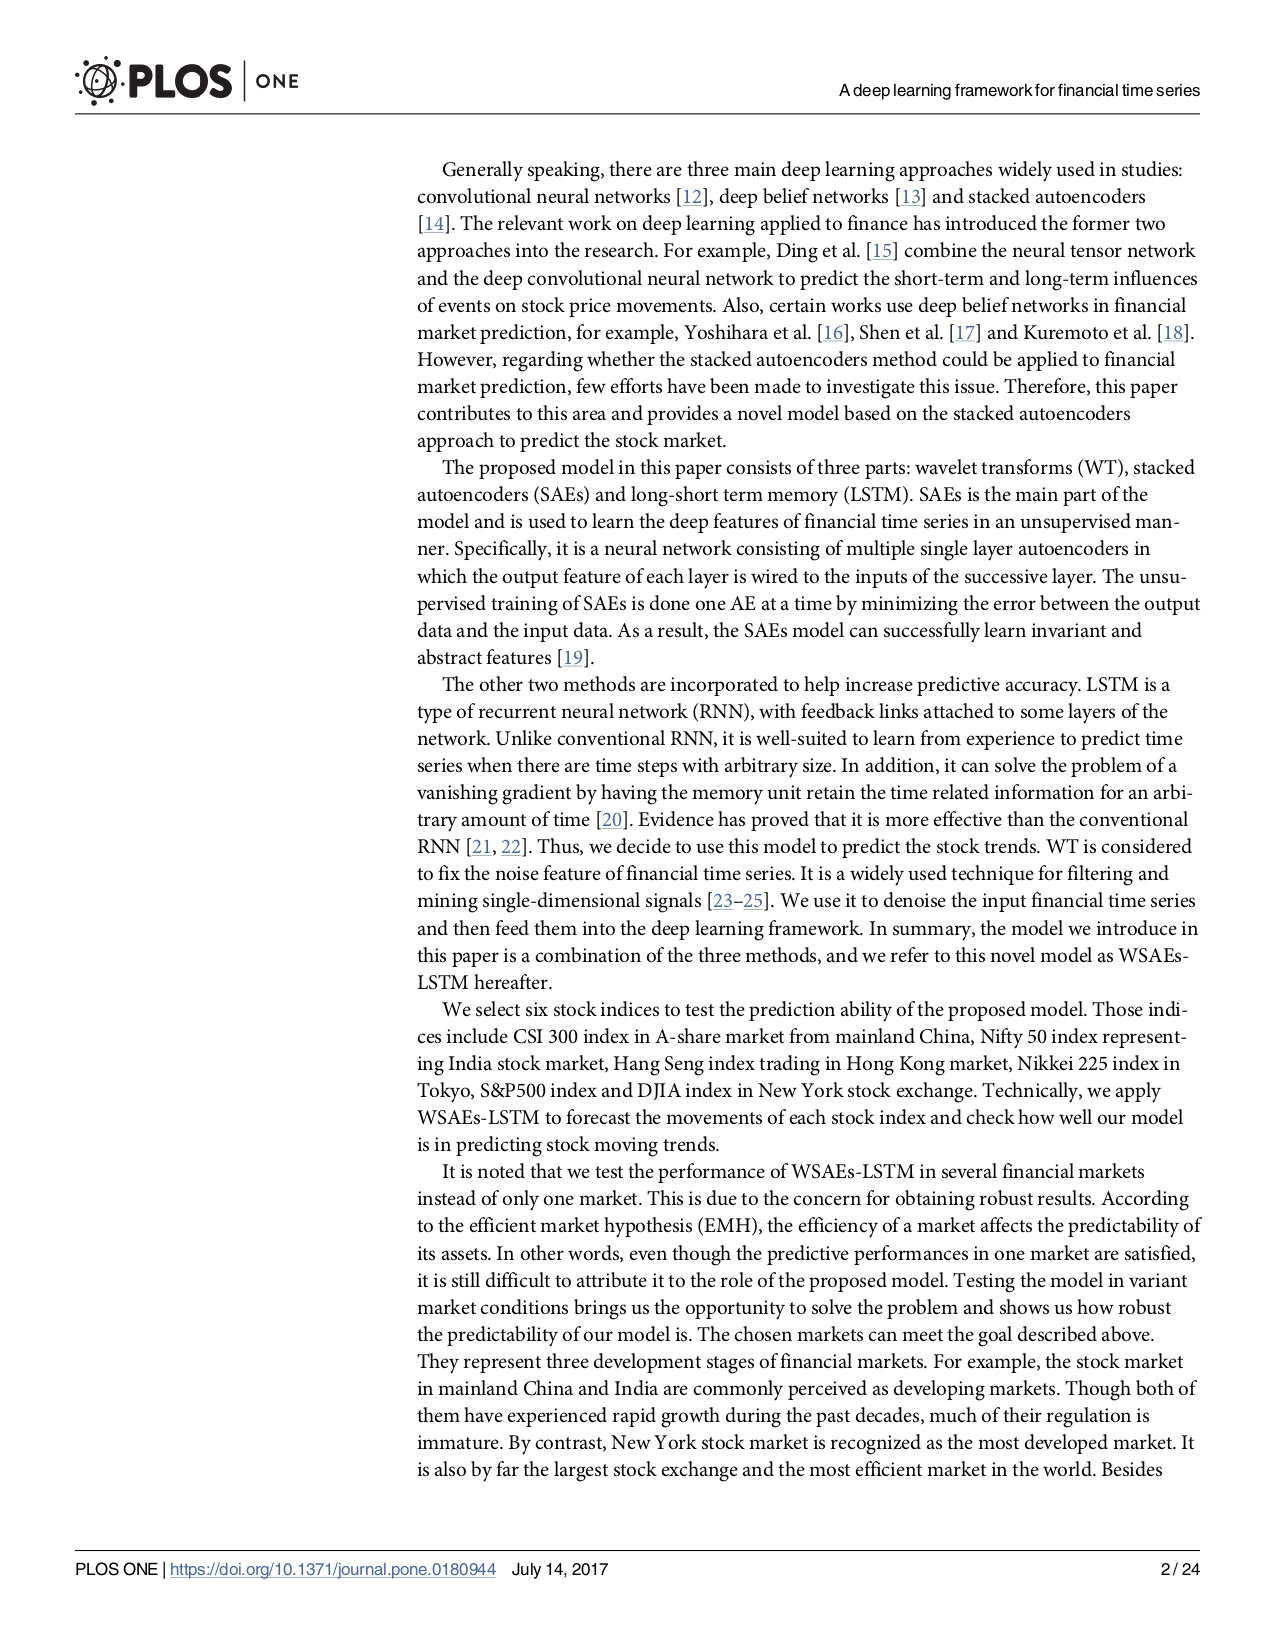 PLOS | ONE
A deep learning framework for financial time series
Generally speaking, there are three main deep learning approaches widely used in studies:
convolutional neural networks [12], deep belief networks [13] and stacked autoencoders
[14]. The relevant work on deep learning applied to finance has introduced the former two
approaches into the research. For example, Ding et al. [15] combine the neural tensor network
and the deep convolutional neural network to predict the short-term and long-term influences
of events on stock price movements. Also, certain works use deep belief networks in financial
market prediction, for example, Yoshihara et al. [16], Shen et al. [17] and Kuremoto et al. [18].
However, regarding whether the stacked autoencoders method could be applied to financial
market prediction, few efforts have been made to investigate this issue. Therefore, this paper
contributes to this area and provides a novel model based on the stacked autoencoders
approach to predict the stock market.
The proposed model in this paper consists of three parts: wavelet transforms (WT), stacked
autoencoders (SAEs) and long-short term memory (LSTM). SAEs is the main part of the
model and is used to learn the deep features of financial time series in an unsupervised man-
ner. Specifically, it is a neural network consisting of multiple single layer autoencoders in
which the output feature of each layer is wired to the inputs of the successive layer. The unsu-
pervised training of SAEs is done one AE at a time by minimizing the error between the output
data and the input data. As a result, the SAEs model can successfully learn invariant and
abstract features [19].
The other two methods are incorporated to help increase predictive accuracy. LSTM is a
type of recurrent neural network (RNN), with feedback links attached to some layers of the
network. Unlike conventional RNN, it is well-suited to learn from experience to predict time
series when there are time steps with arbitrary size. In addition, it can solve the problem of a
vanishing gradient by having the memory unit retain the time related information for an arbi-
trary amount of time [20]. Evidence has proved that it is more effective than the conventional
RNN [21, 22]. Thus, we decide to use this model to predict the stock trends. WT is considered
to fix the noise feature of financial time series. It is a widely used technique for filtering and
mining single-dimensional signals [23–25]. We use it to denoise the input financial time series
and then feed them into the deep learning framework. In summary, the model we introduce in
this paper is a combination of the three methods, and we refer to this novel model as WSAEs-
LSTM hereafter.
We select six stock indices to test the prediction ability of the proposed model. Those indi-
ces include CSI 300 index in A-share market from mainland China, Nifty 50 index represent-
ing India stock market, Hang Seng index trading in Hong Kong market, Nikkei 225 index in
Tokyo, S&P500 index and DJIA index in New York stock exchange. Technically, we apply
WSAEs-LSTM to forecast the movements of each stock index and check how well our model
is in predicting stock moving trends.
It is noted that we test the performance of WSAEs-LSTM in several financial markets
instead of only one market. This is due to the concern for obtaining robust results. According
to the efficient market hypothesis (EMH), the efficiency of a market affects the predictability of
its assets. In other words, even though the predictive performances in one market are satisfied,
it is still difficult to attribute it to the role of the proposed model. Testing the model in variant
market conditions brings us the opportunity to solve the problem and shows us how robust
the predictability of our model is. The chosen markets can meet the goal described above.
They represent three development stages of financial markets. For example, the stock market
in mainland China and India are commonly perceived as developing markets. Though both of
them have experienced rapid growth during the past decades, much of their regulation is
immature. By contrast, New York stock market is recognized as the most developed market. It
is also by far the largest stock exchange and the most efficient market in the world. Besides
PLOS ONE | https://doi.org/10.1371/journal.pone.0180944 July 14, 2017
2 / 24